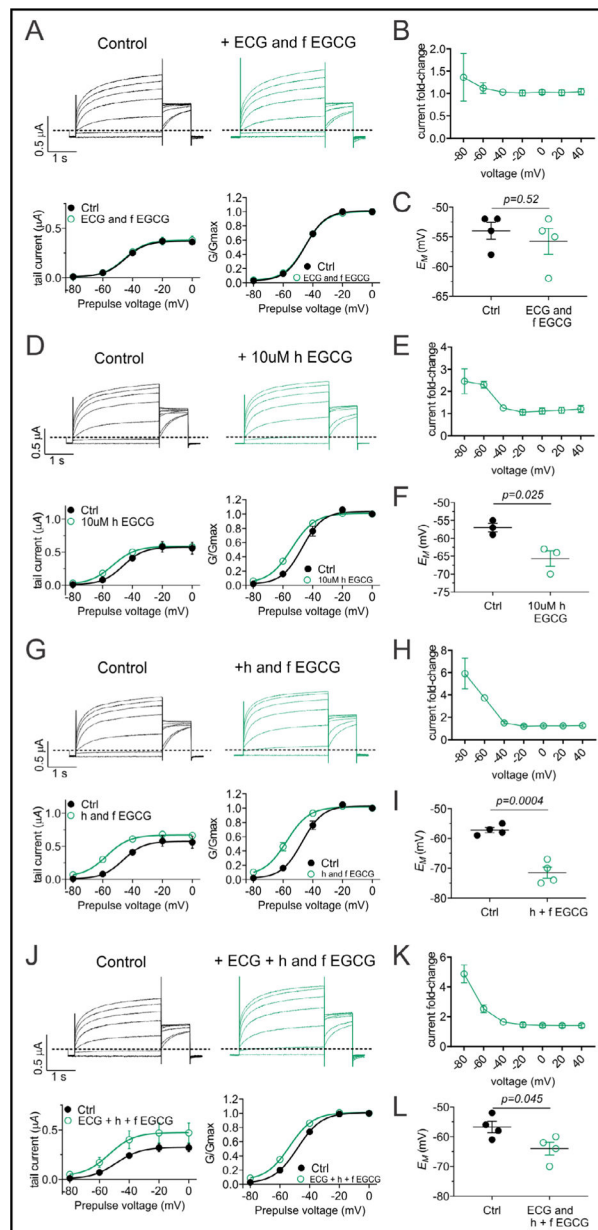 A
Control
+ ECG and f EGCG
0.5 µA
1 s
tail current (µA)
1.0
0.5
0.0
Ctrl
ECG and f EGCG
-80 -60 -40 -20 0
Prepulse voltage (mV)
G/Gmax
1.2
1.0
0.8
0.6
0.4
0.2
0.0
Ctrl
ECG and f EGCG
-80 -60 -40 -20 0
Prepulse voltage (mV)
B
current fold-change
2.0
1.5
1.0
0.5
-80 -60 -40 -20 0 20 40
voltage (mV)
C
p=0.52
EM (mV)
-50
-55
-60
-65
Ctrl
ECG and
f EGCG
D
Control
+ 10uM h EGCG
0.5 µA
1 s
tail current (µA)
1.0
0.5
0.0
Ctrl
10uM h EGCG
-80 -60 -40 -20 0
Prepulse voltage (mV)
G/Gmax
1.2
1.0
0.8
0.6
0.4
0.2
0.0
Ctrl
10uM h EGCG
-80 -60 -40 -20 0
Prepulse voltage (mV)
E
current fold-change
4
3
2
1
-80 -60 -40 -20 0 20 40
voltage (mV)
F
p=0.025
EM (mV)
-50
-55
-60
-65
-70
-75
Ctrl
10uM h
EGCG
G
Control
+h and f EGCG
0.5 µA
1 s
tail current (µA)
1.0
0.5
0.0
Ctrl
h and f EGCG
-80 -60 -40 -20 0
Prepulse voltage (mV)
G/Gmax
1.2
1.0
0.8
0.6
0.4
0.2
0.0
Ctrl
h and f EGCG
-80 -60 -40 -20 0
Prepulse voltage (mV)
H
current fold-change
8
6
4
2
0
-80 -60 -40 -20 0 20 40
voltage (mV)
I
p=0.0004
EM (mV)
-50
-60
-70
-80
Ctrl
h + f EGCG
J
Control
+ ECG + h and f EGCG
0.5 µA
1 s
tail current (µA)
1.0
0.5
0.0
Ctrl
ECG + h + f EGCG
-80 -60 -40 -20 0
Prepulse voltage (mV)
G/Gmax
1.2
1.0
0.8
0.6
0.4
0.2
0.0
Ctrl
ECG + h + f EGCG
-80 -60 -40 -20 0
Prepulse voltage (mV)
K
current fold-change
6
4
2
0
-80 -60 -40 -20 0 20 40
voltage (mV)
L
p=0.045
EM (mV)
-50
-60
-70
-80
Ctrl
ECG and
h + f EGCG